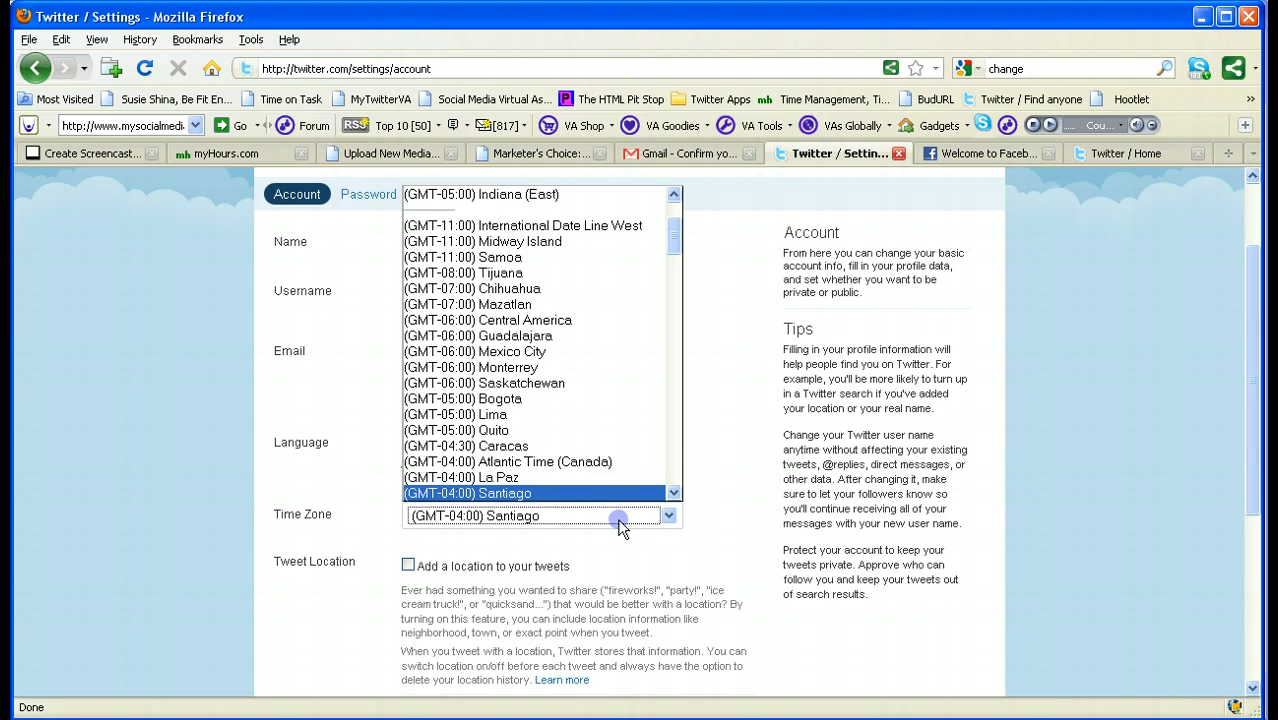 Twitter / Settings - Mozilla Firefox
File Edit View History Bookmarks Tools Help
http://twitter.com/settings/account
change
Most Visited Susie Shina, Be Fit En... Time on Task MyTwitterVA Social Media Virtual As... The HTML Pit Stop Twitter Apps Time Management, Ti... BudURL Twitter / Find anyone Hootlet
http://www.mysocialmedi. Go Forum RSS Top 10 [50] [817] VA Shop VA Goodies VA Tools VAs Globally Gadgets ..... Cou...
Create Screencast... myHours.com Upload New Media... Marketer's Choice:... Gmail - Confirm yo... Twitter / Settin... Welcome to Faceb... Twitter / Home
Account Password
(GMT-05:00) Indiana (East)
(GMT-11:00) International Date Line West
(GMT-11:00) Midway Island
(GMT-11:00) Samoa
(GMT-08:00) Tijuana
(GMT-07:00) Chihuahua
(GMT-07:00) Mazatlan
(GMT-06:00) Central America
(GMT-06:00) Guadalajara
(GMT-06:00) Mexico City
(GMT-06:00) Monterrey
(GMT-06:00) Saskatchewan
(GMT-05:00) Bogota
(GMT-05:00) Lima
(GMT-05:00) Quito
(GMT-04:30) Caracas
(GMT-04:00) Atlantic Time (Canada)
(GMT-04:00) La Paz
(GMT-04:00) Santiago
Name
Username
Email
Language
Time Zone
(GMT-04:00) Santiago
Tweet Location
Add a location to your tweets
Ever had something you wanted to share ("fireworks!", "party!", "ice
cream truck!", or "quicksand...") that would be better with a location? By
turning on this feature, you can include location information like
neighborhood, town, or exact point when you tweet.
When you tweet with a location, Twitter stores that information. You can
switch location on/off before each tweet and always have the option to
delete your location history. Learn more
Account
From here you can change your basic
account info, fill in your profile data,
and set whether you want to be
private or public.
Tips
Filling in your profile information will
help people find you on Twitter. For
example, you'll be more likely to turn up
in a Twitter search if you've added
your location or your real name.
Change your Twitter user name
anytime without affecting your existing
tweets, @replies, direct messages, or
other data. After changing it, make
sure to let your followers know so
you'll continue receiving all of your
messages with your new user name.
Protect your account to keep your
tweets private. Approve who can
follow you and keep your tweets out
of search results.
Done